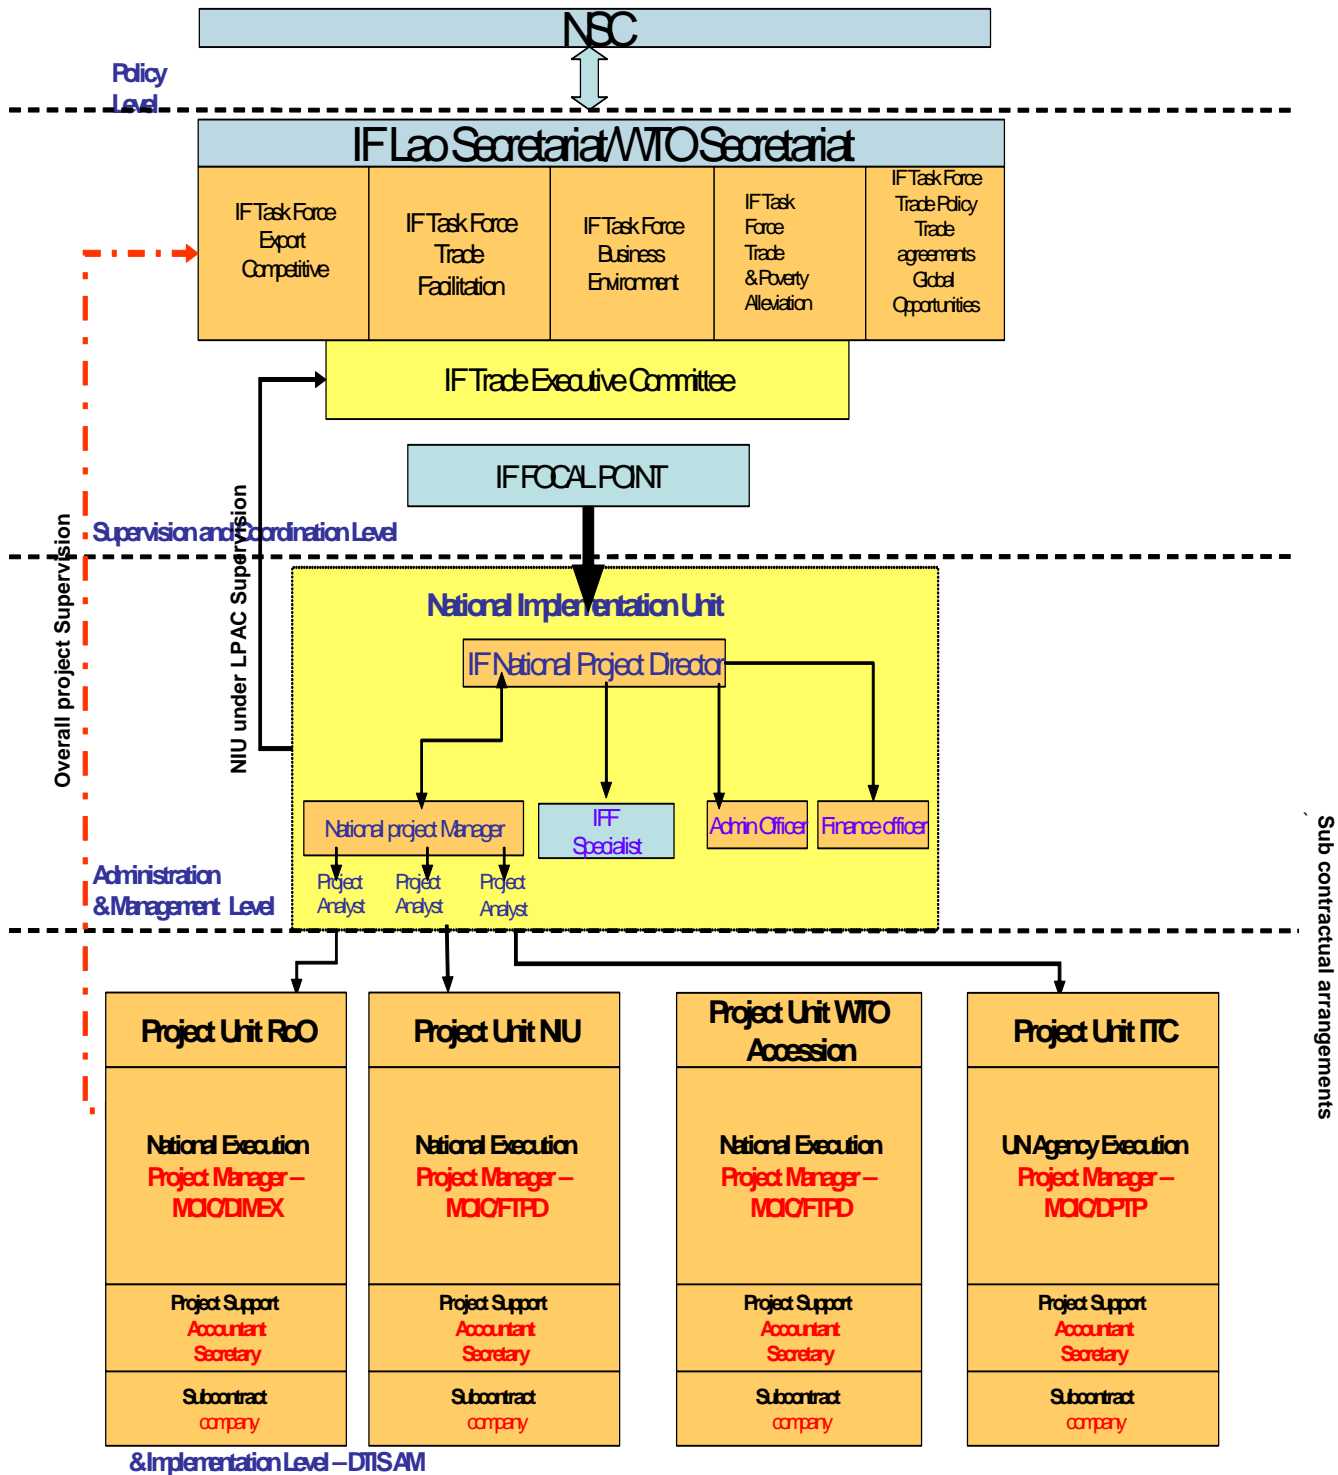 NSC
Policy
Level
IF Lao Secretariat/WTO Secretariat
IF Task Force
Export
Competitive
IF Task Force
Trade
Facilitation
IF Task Force
Business
Environment
IF Task
Force
Trade
& Poverty
Alleviation
IF Task Force
Trade Policy
Trade
agreements
Global
Opportunities
IF Trade Executive Committee
IF FOCAL POINT
Supervision and Coordination Level
Overall project Supervision
NIU under LPAC Supervision
National Implementation Unit
IF National Project Director
National project Manager
IFF
Specialist
Admin Officer
Finance officer
Project
Analyst
Project
Analyst
Project
Analyst
Administration
& Management Level
Sub contractual arrangements
Project Unit RoO
National Execution
Project Manager –
MOIC/DIMEX
Project Support
Accountant
Secretary
Subcontract
company
Project Unit NIU
National Execution
Project Manager –
MOIC/FTPD
Project Support
Accountant
Secretary
Subcontract
company
Project Unit WTO
Accession
National Execution
Project Manager –
MOIC/FTPD
Project Support
Accountant
Secretary
Subcontract
company
Project Unit ITC
UN Agency Execution
Project Manager –
MOIC/DPTP
Project Support
Accountant
Secretary
Subcontract
company
& Implementation Level – DTIS AM